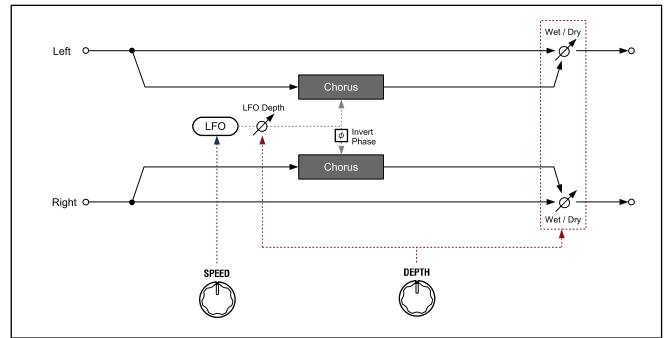 Wet / Dry
Left
Chorus
LFO Depth
LFO
ϕ
Invert
Phase
Chorus
Right
Wet / Dry
SPEED
DEPTH